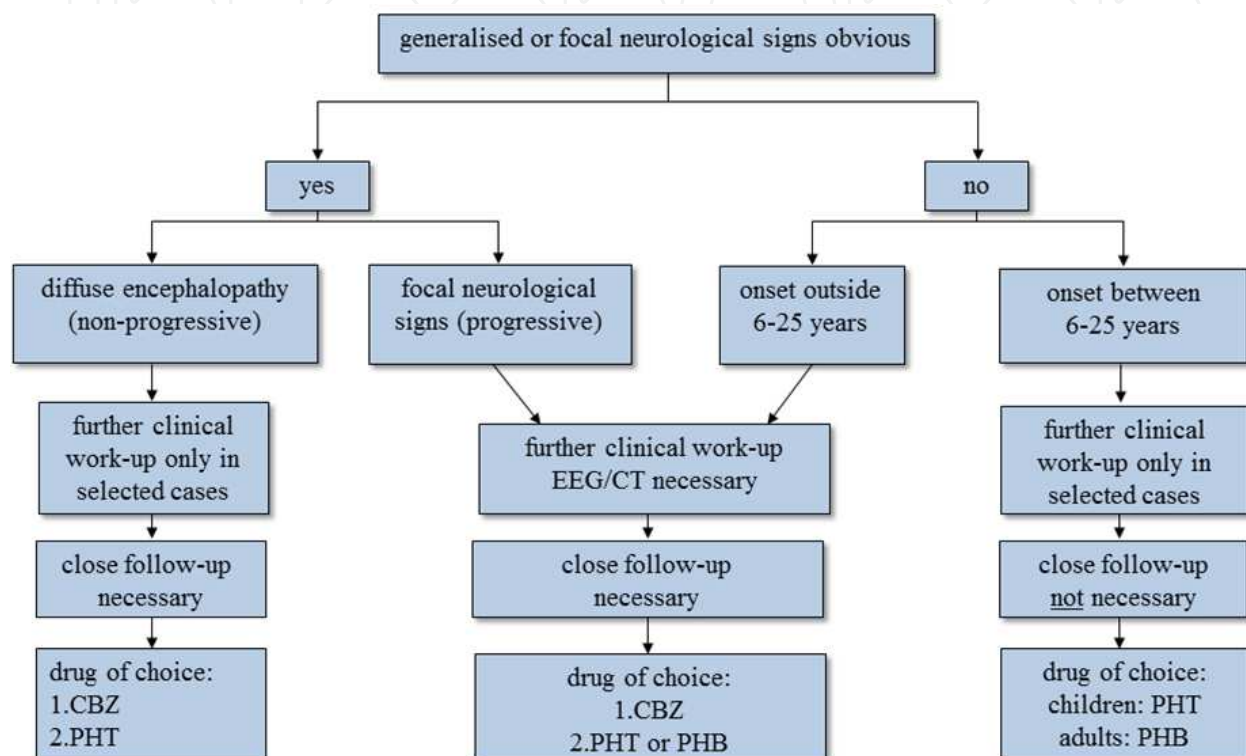 generalised or focal neurological signs obvious
yes
no
diffuse encephalopathy
(non-progressive)
focal neurological
signs (progressive)
onset outside
6-25 years
onset between
6-25 years
further clinical
work-up only in
selected cases
further clinical work-up
EEG/CT necessary
further clinical
work-up only in
selected cases
close follow-up
necessary
close follow-up
necessary
close follow-up
not necessary
drug of choice:
1.CBZ
2.PHT
drug of choice:
1.CBZ
2.PHT or PHB
drug of choice:
children: PHT
adults: PHB